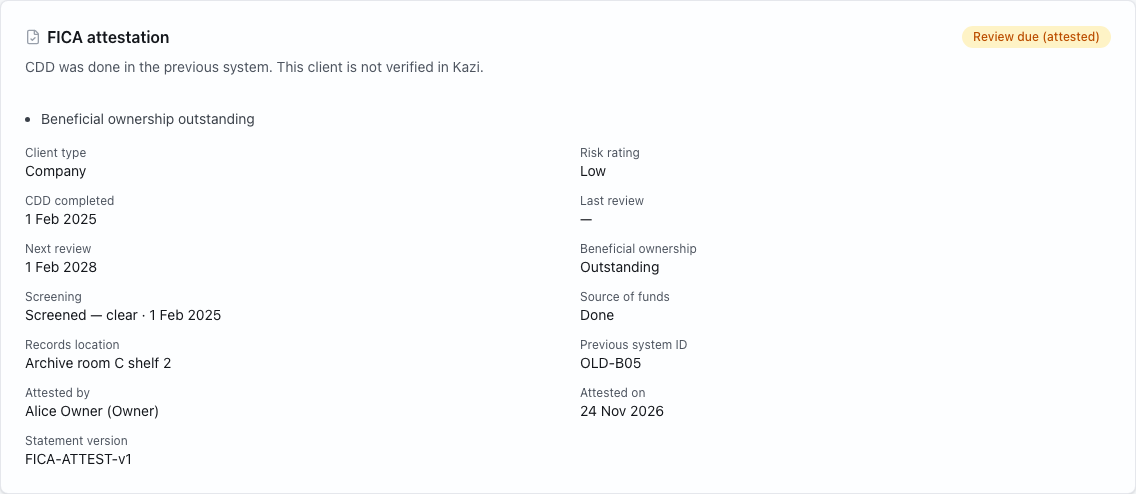 FICA attestation
Review due (attested)
CDD was done in the previous system. This client is not verified in Kazi.
• Beneficial ownership outstanding
Client type
Company
Risk rating
Low
CDD completed
1 Feb 2025
Last review
—
Next review
1 Feb 2028
Beneficial ownership
Outstanding
Screening
Screened — clear · 1 Feb 2025
Source of funds
Done
Records location
Archive room C shelf 2
Previous system ID
OLD-B05
Attested by
Alice Owner (Owner)
Attested on
24 Nov 2026
Statement version
FICA-ATTEST-v1